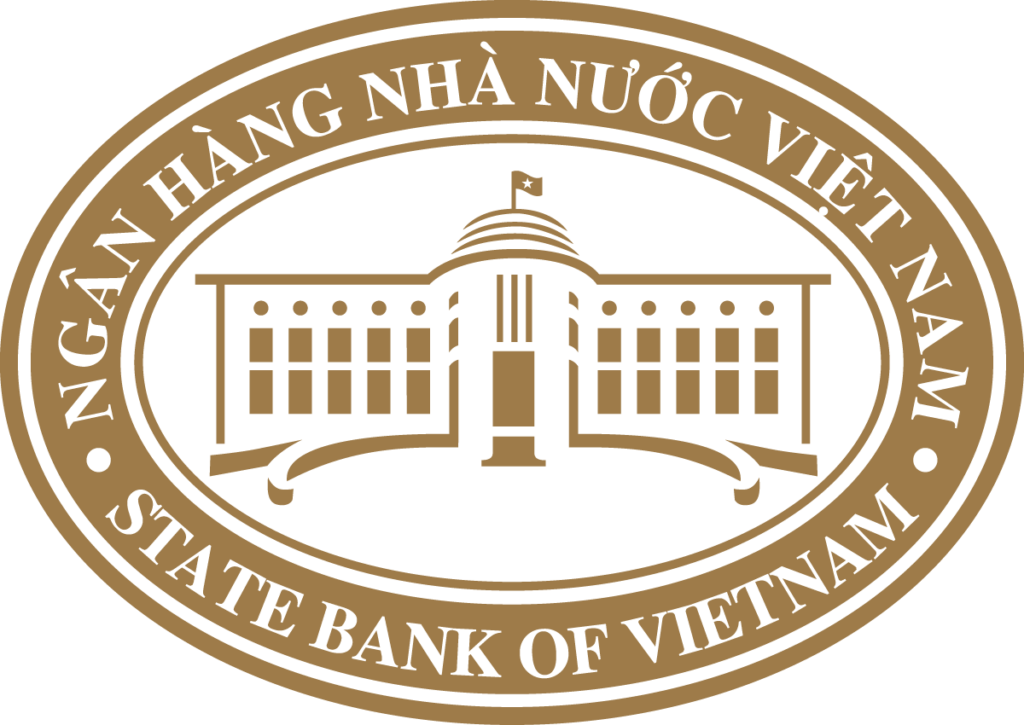 NGÂN HÀNG NHÀ NƯỚC VIỆT NAM
STATE BANK OF VIETNAM